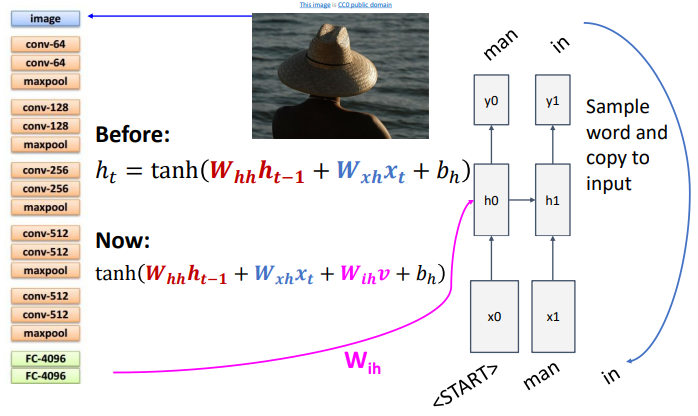 This image is CC0 public domain
image
conv-64
conv-64
maxpool
conv-128
conv-128
maxpool
conv-256
conv-256
maxpool
conv-512
conv-512
maxpool
conv-512
conv-512
maxpool
FC-4096
FC-4096
Before:
h_t = tanh(W_{hh}h_{t-1} + W_{xh}x_t + b_h)
Now:
tanh(W_{hh}h_{t-1} + W_{xh}x_t + W_{ih}v + b_h)
W_{ih}
man
in
y0
y1
h0
h1
x0
x1
<START>
man
in
Sample
word and
copy to
input